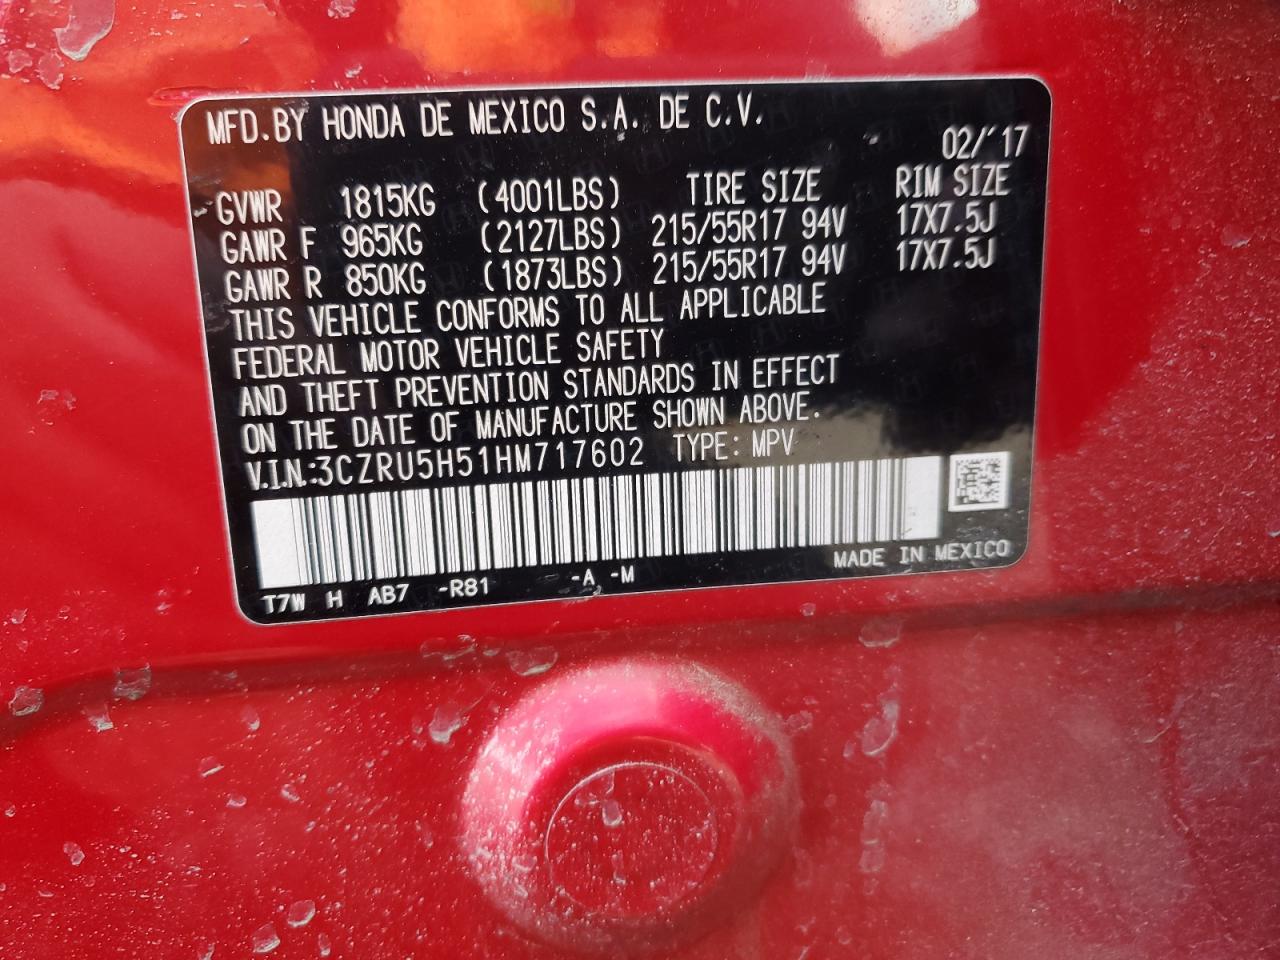 MFD.BY HONDA DE MEXICO S.A. DE C.V.
02/'17
GVWR 1815KG (4001LBS) TIRE SIZE RIM SIZE
GAWR F 965KG (2127LBS) 215/55R17 94V 17X7.5J
GAWR R 850KG (1873LBS) 215/55R17 94V 17X7.5J
THIS VEHICLE CONFORMS TO ALL APPLICABLE
FEDERAL MOTOR VEHICLE SAFETY
AND THEFT PREVENTION STANDARDS IN EFFECT
ON THE DATE OF MANUFACTURE SHOWN ABOVE.
V.I.N.:3CZRU5H51HM717602 TYPE: MPV
MADE IN MEXICO
T7W H AB7 -R81 -A -M